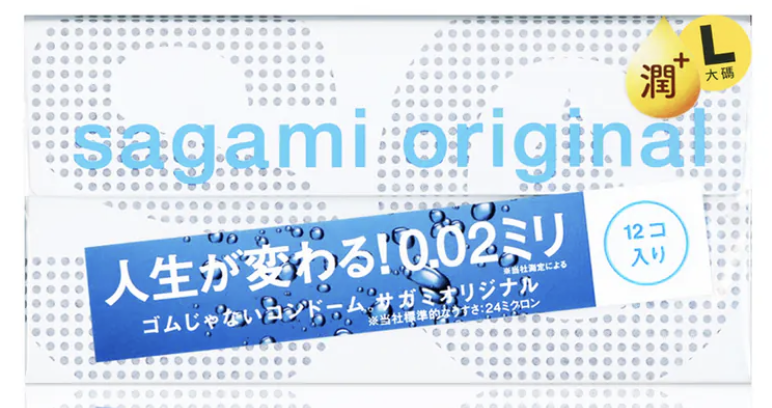 L
大碼
潤+
sagami original
人生が変わる!0.02ミリ
※当社測定による
ゴムじゃないコンドーム サガミオリジナル
※当社標準的なうすさ:24ミクロン
12コ
入り